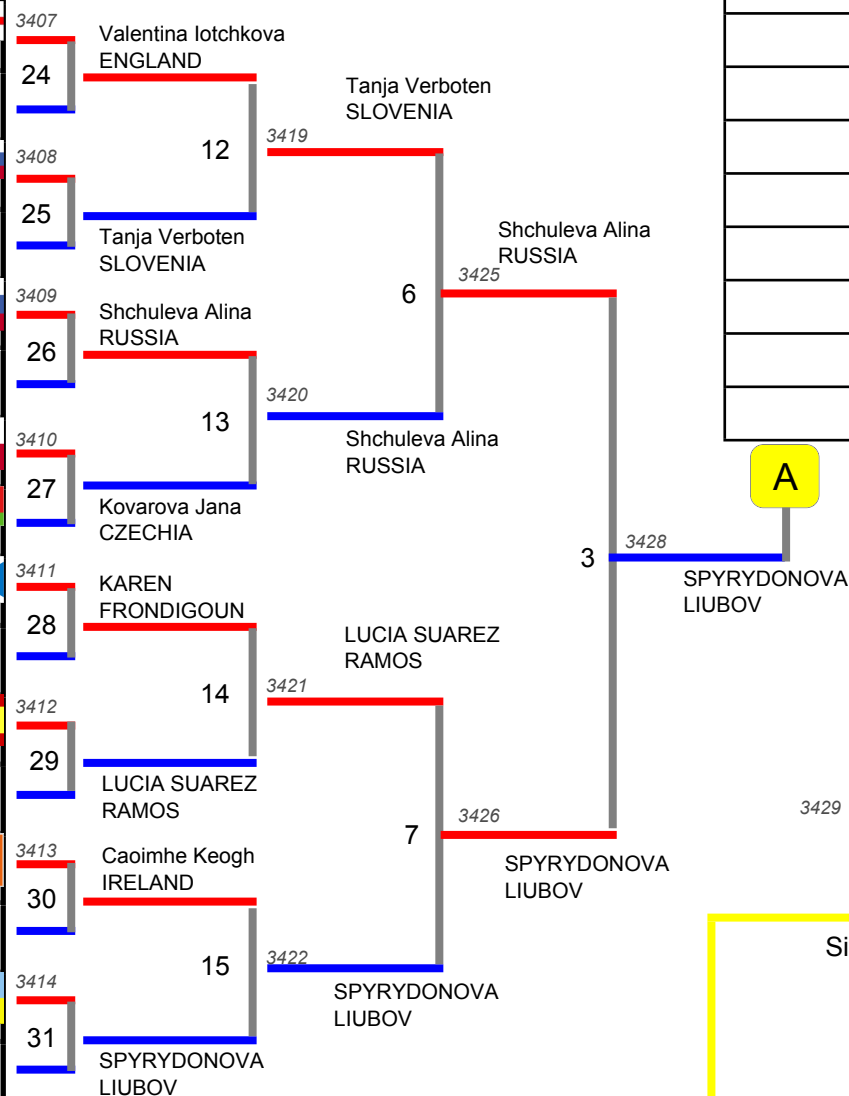 3407
Valentina Iotchkova
ENGLAND
24
Tanja Verboten
SLOVENIA
12
3419
3408
25
Tanja Verboten
SLOVENIA
Shchuleva Alina
RUSSIA
3425
6
3409
Shchuleva Alina
RUSSIA
26
3420
13
Shchuleva Alina
RUSSIA
3410
27
Kovarova Jana
CZECHIA
A
3
3428
SPYRYDONOVA
LIUBOV
3411
KAREN
FRONDIGOUN
28
LUCIA SUAREZ
RAMOS
14
3421
3412
29
LUCIA SUAREZ
RAMOS
3429
7
3426
SPYRYDONOVA
LIUBOV
3413
Caoimhe Keogh
IRELAND
30
15
3422
SPYRYDONOVA
LIUBOV
3414
31
SPYRYDONOVA
LIUBOV
Si